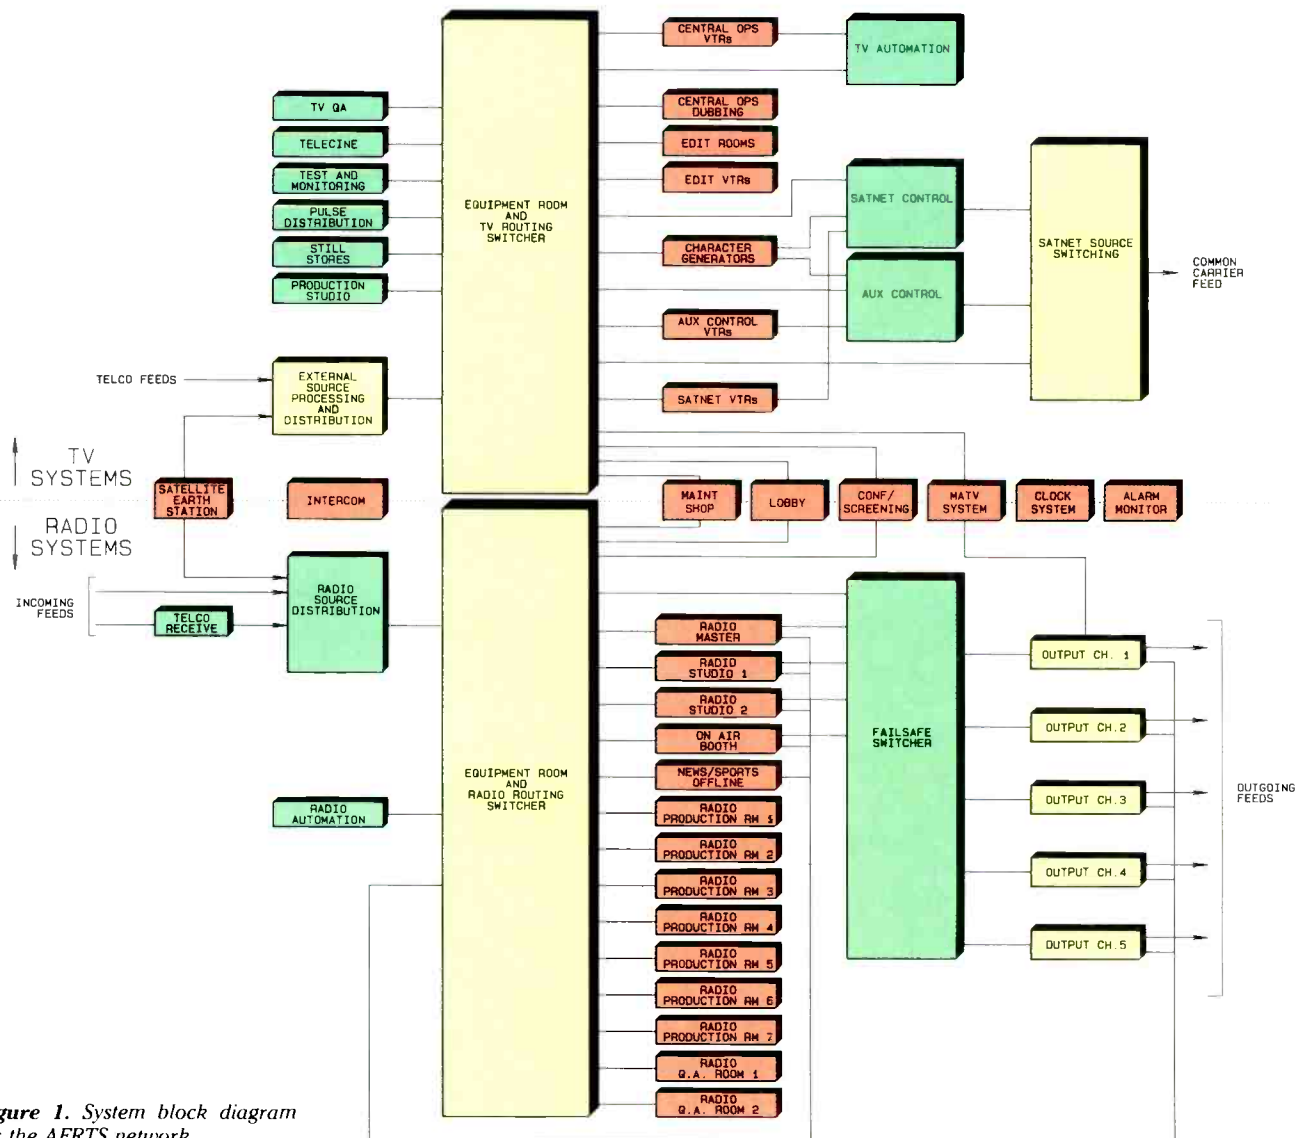 CENTRAL OPS
VTRs
TV AUTOMATION
TV QA
CENTRAL OPS
DUBBING
TELECINE
EDIT ROOMS
TEST AND
MONITORING
EDIT VTRs
PULSE
DISTRIBUTION
EQUIPMENT ROOM
AND
TV ROUTING
SWITCHER
SATNET CONTROL
STILL
STORES
CHARACTER
GENERATORS
SATNET SOURCE
SWITCHING
COMMON
CARRIER
FEED
PRODUCTION
STUDIO
AUX CONTROL
AUX CONTROL
VTRs
TELCO FEEDS
EXTERNAL
SOURCE
PROCESSING
AND
DISTRIBUTION
SATNET VTRs
TV
SYSTEMS
SATELLITE
EARTH
STATION
INTERCOM
MAINT
SHOP
LOBBY
CONF/
SCREENING
MATV
SYSTEM
CLOCK
SYSTEM
ALARM
MONITOR
RADIO
SYSTEMS
INCOMING
FEEDS
TELCO
RECEIVE
RADIO
SOURCE
DISTRIBUTION
RADIO
MASTER
RADIO
STUDIO 1
RADIO
STUDIO 2
ON AIR
BOOTH
NEWS/SPORTS
OFFLINE
EQUIPMENT ROOM
AND
RADIO ROUTING
SWITCHER
RADIO
AUTOMATION
RADIO
PRODUCTION RM 1
RADIO
PRODUCTION RM 2
RADIO
PRODUCTION RM 3
RADIO
PRODUCTION RM 4
RADIO
PRODUCTION RM 5
RADIO
PRODUCTION RM 6
RADIO
PRODUCTION RM 7
RADIO
Q.A. ROOM 1
RADIO
Q.A. ROOM 2
FAILSAFE
SWITCHER
OUTPUT CH. 1
OUTPUT CH.2
OUTPUT CH.3
OUTPUT CH.4
OUTPUT CH.5
OUTGOING
FEEDS
gure 1. System block diagram
the AFRTS network